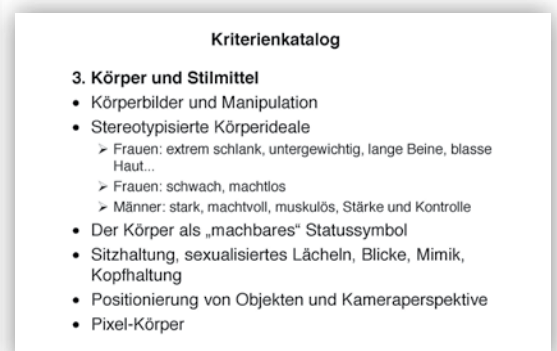 Kriterienkatalog
3. Körper und Stilmittel
• Körperbilder und Manipulation
• Stereotypisierte Körperideale
➢ Frauen: extrem schlank, untergewichtig, lange Beine, blasse
Haut...
➢ Frauen: schwach, machtlos
➢ Männer: stark, machtvoll, muskulös, Stärke und Kontrolle
• Der Körper als „machbares“ Statussymbol
• Sitzhaltung, sexualisiertes Lächeln, Blicke, Mimik,
Kopfhaltung
• Positionierung von Objekten und Kameraperspektive
• Pixel-Körper